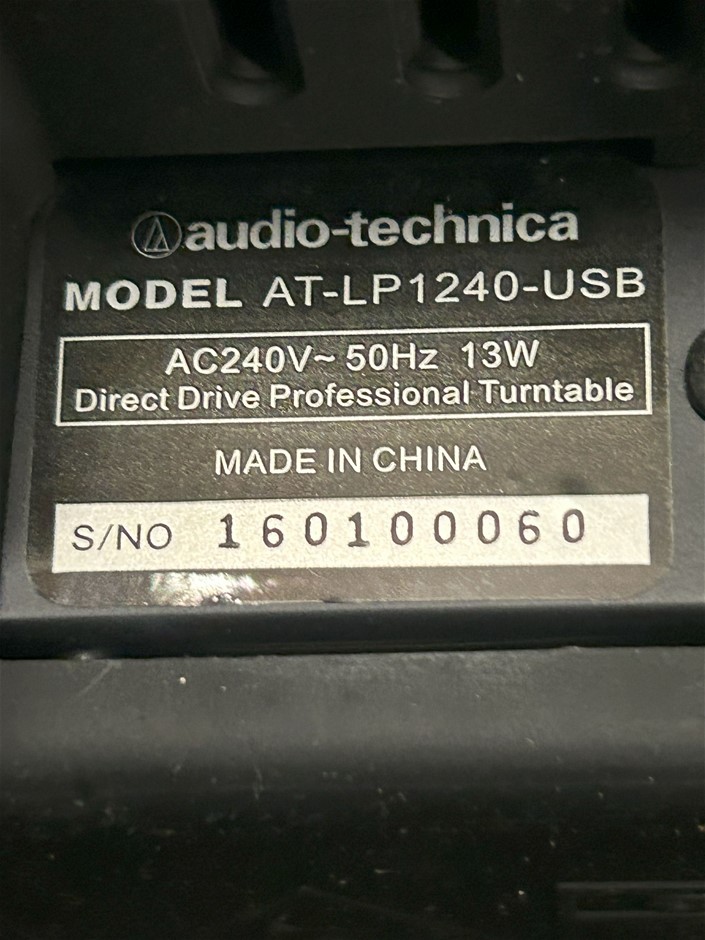 audio-technica
MODEL AT-LP1240-USB
AC240V~ 50Hz 13W
Direct Drive Professional Turntable
MADE IN CHINA
S/NO 160100060